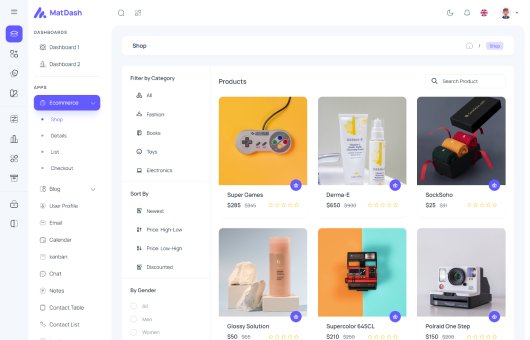 MatDash
DASHBOARDS
Dashboard 1
Dashboard 2
APPS
Ecommerce
Shop
Details
List
Checkout
Blog
User Profile
Email
Calendar
kanban
Chat
Notes
Contact Table
Contact List
Shop
Shop
Filter by Category
All
Fashion
Books
Toys
Electronics
Sort By
Newest
Price: High-Low
Price: Low-High
Discounted
By Gender
All
Men
Women
Products
Search Product
Super Games
$285 $345
Derma-E
$650 $900
SockSoho
$25 $31
Glossy Solution
$50 $65
Supercolor 645CL
$210 $250
Polraid One Step
$150 $200